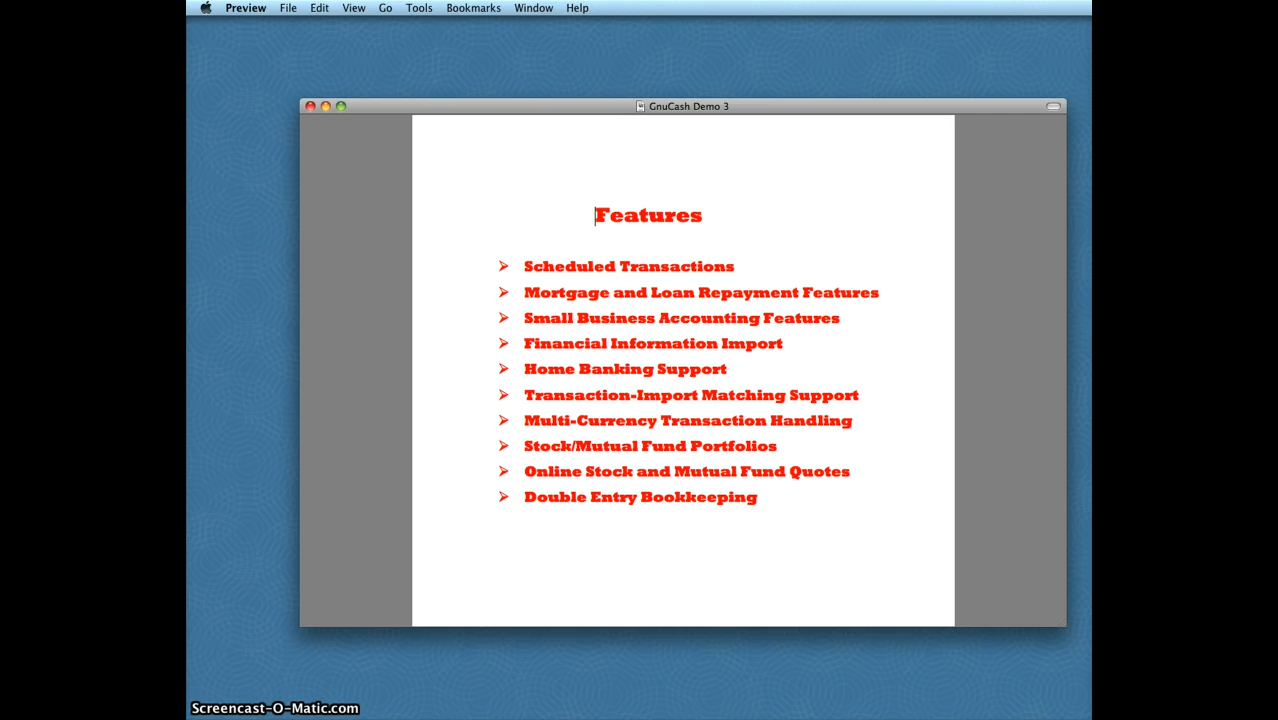 Preview File Edit View Go Tools Bookmarks Window Help
GnuCash Demo 3
Features
Scheduled Transactions
Mortgage and Loan Repayment Features
Small Business Accounting Features
Financial Information Import
Home Banking Support
Transaction-Import Matching Support
Multi-Currency Transaction Handling
Stock/Mutual Fund Portfolios
Online Stock and Mutual Fund Quotes
Double Entry Bookkeeping
Screencast-O-Matic.com